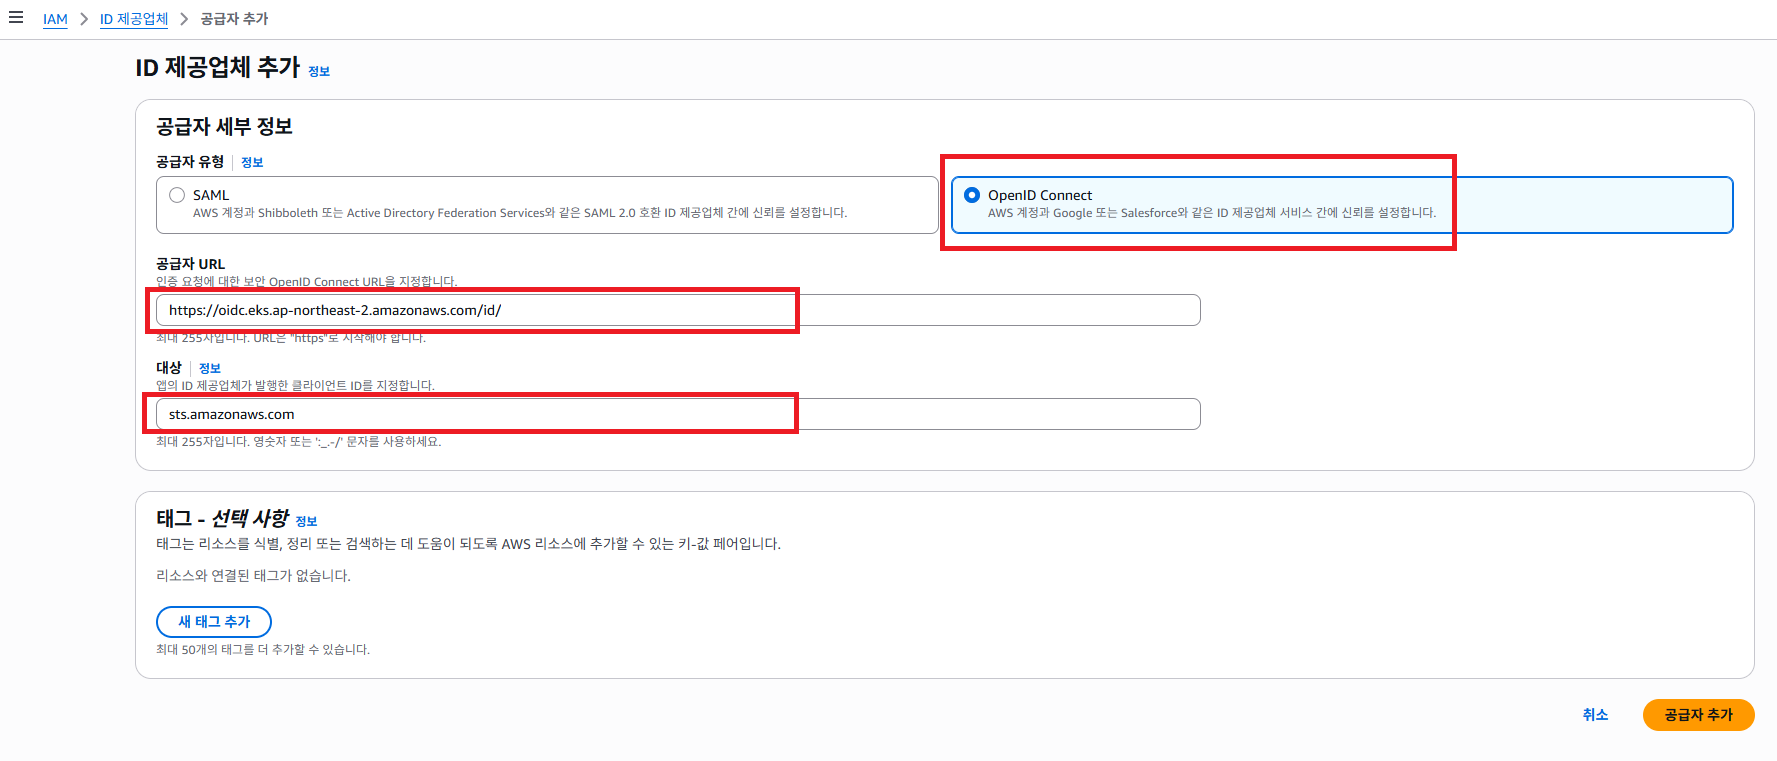 IAM > ID 제공업체 > 공급자 추가
ID 제공업체 추가 정보
공급자 세부 정보
공급자 유형 정보
SAML
AWS 계정과 Shibboleth 또는 Active Directory Federation Services와 같은 SAML 2.0 호환 ID 제공업체 간에 신뢰를 설정합니다.
OpenID Connect
AWS 계정과 Google 또는 Salesforce와 같은 ID 제공업체 서비스 간에 신뢰를 설정합니다.
공급자 URL
인증 요청에 대한 보안 OpenID Connect URL을 지정합니다.
https://oidc.eks.ap-northeast-2.amazonaws.com/id/
최대 255자입니다. URL은 "https"로 시작해야 합니다.
대상 정보
앱의 ID 제공업체가 발행한 클라이언트 ID를 지정합니다.
sts.amazonaws.com
최대 255자입니다. 영숫자 또는 ':_.-/' 문자를 사용하세요.
태그 - 선택 사항 정보
태그는 리소스를 식별, 정리 또는 검색하는 데 도움이 되도록 AWS 리소스에 추가할 수 있는 키-값 페어입니다.
리소스와 연결된 태그가 없습니다.
새 태그 추가
최대 50개의 태그를 더 추가할 수 있습니다.
취소 공급자 추가